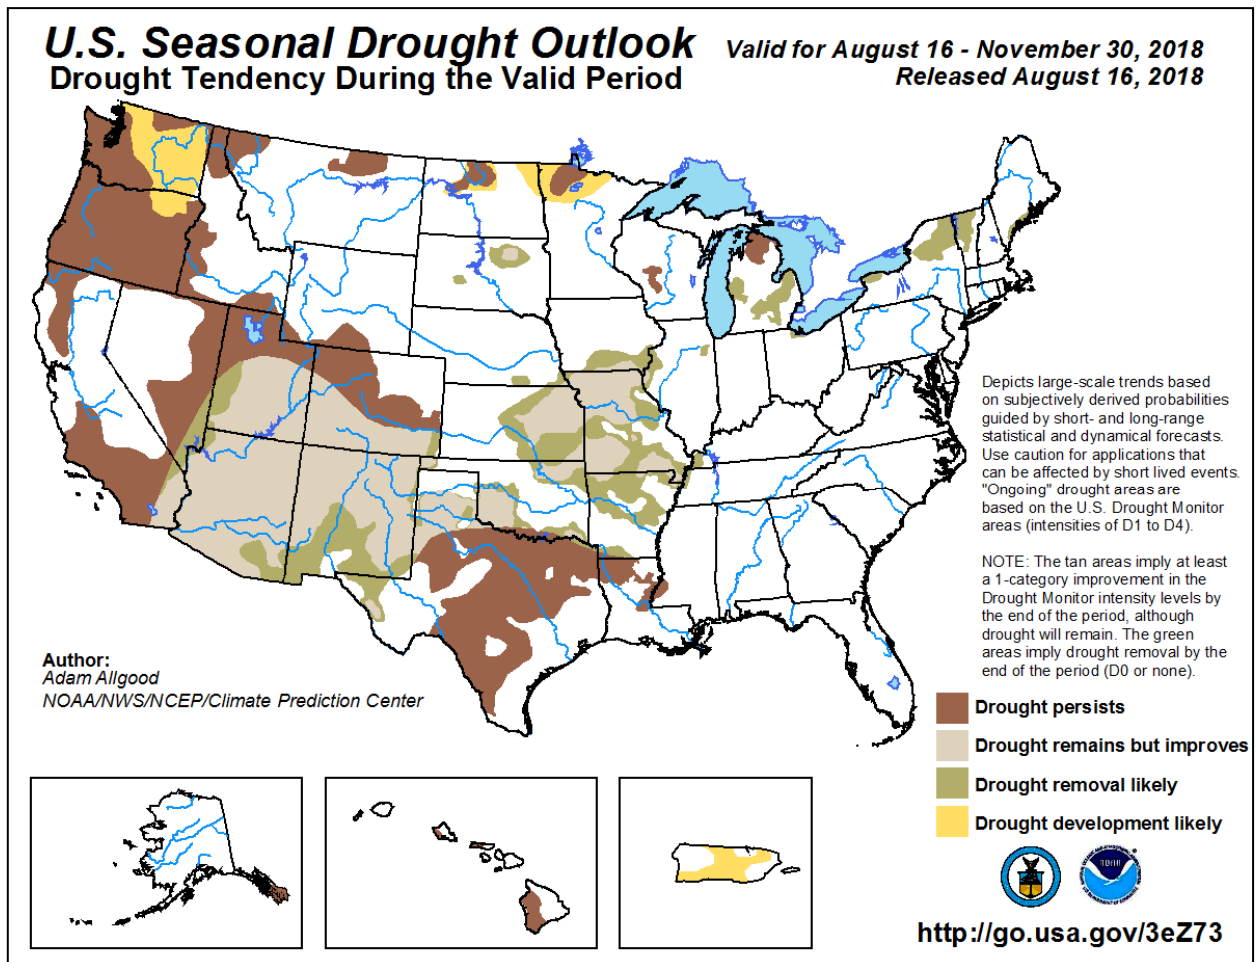 U.S. Seasonal Drought Outlook
Drought Tendency During the Valid Period
Valid for August 16 - November 30, 2018
Released August 16, 2018
Depicts large-scale trends based
on subjectively derived probabilities
guided by short- and long-range
statistical and dynamical forecasts.
Use caution for applications that
can be affected by short lived events.
"Ongoing" drought areas are
based on the U.S. Drought Monitor
areas (intensities of D1 to D4).
NOTE: The tan areas imply at least
a 1-category improvement in the
Drought Monitor intensity levels by
the end of the period, although
drought will remain. The green
areas imply drought removal by the
end of the period (D0 or none).
Author:
Adam Allgood
NOAA/NWS/NCEP/Climate Prediction Center
Drought persists
Drought remains but improves
Drought removal likely
Drought development likely
http://go.usa.gov/3eZ73